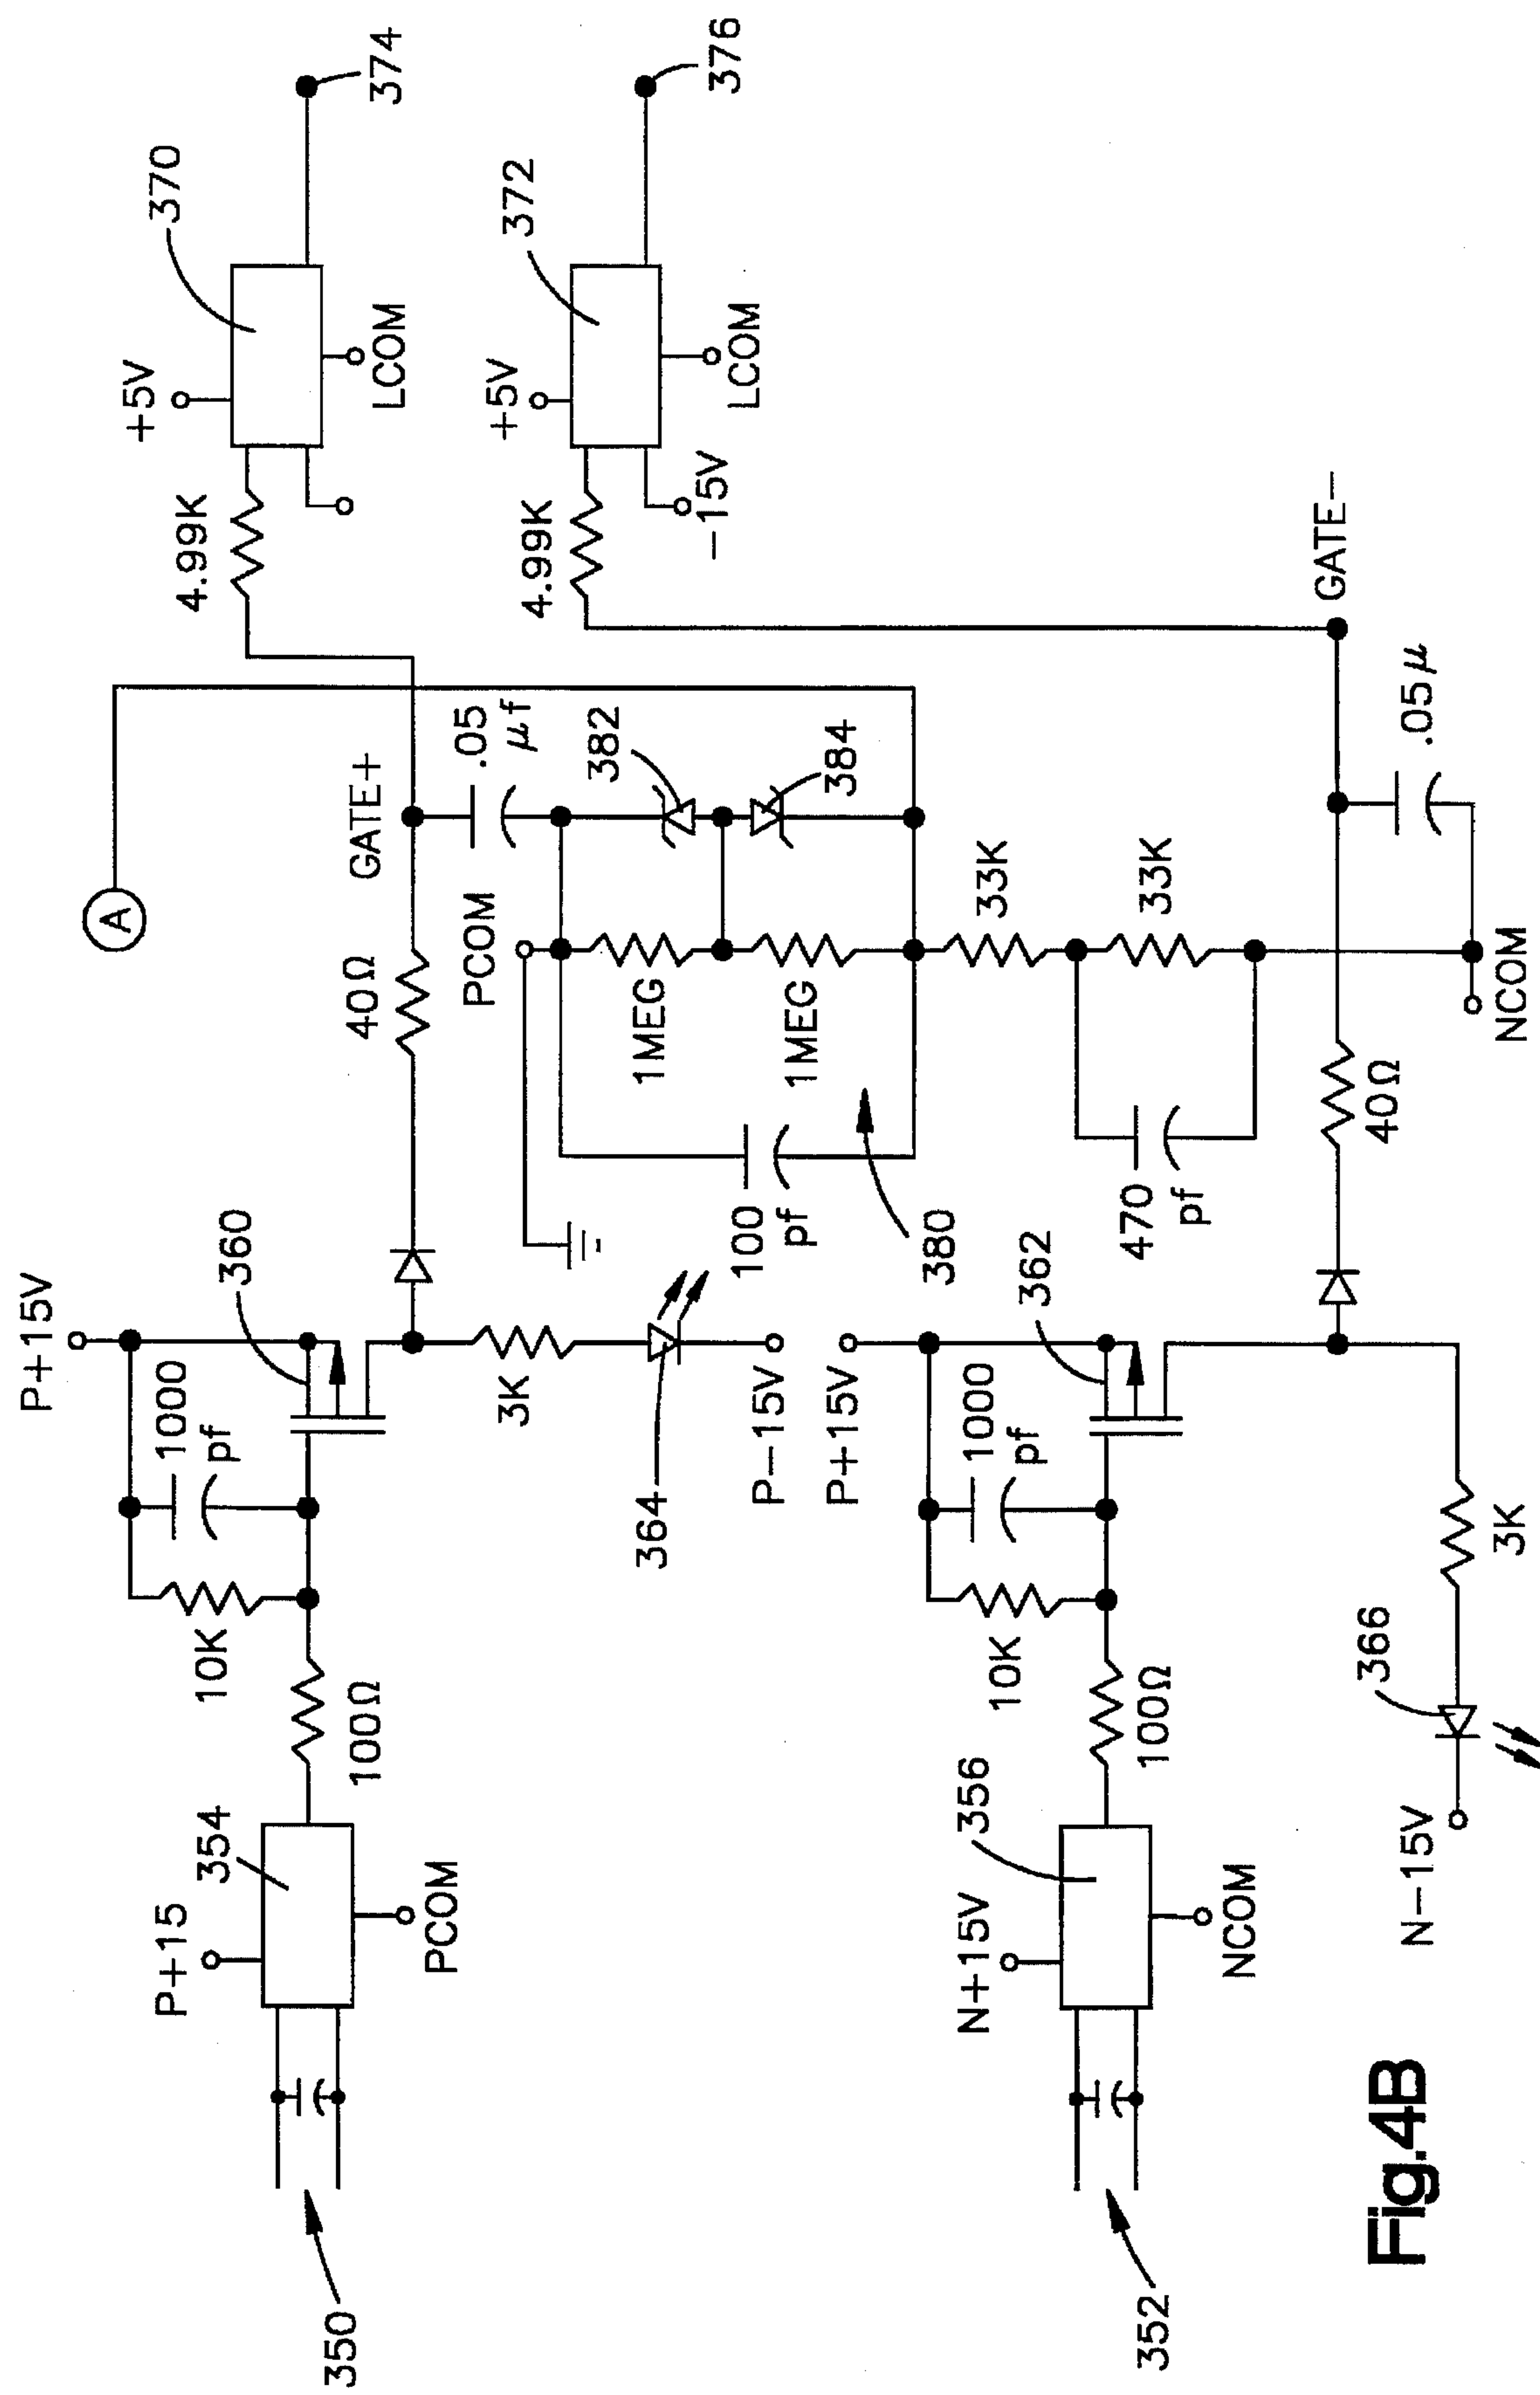 P+15V
1000
pf
360
10K
100Ω
354
P+15
PCOM
350
3K
364
P−15V
40Ω
GATE+
A
4.99K
+5V
370
LCOM
374
4.99K
+5V
372
−15V
LCOM
376
PCOM
.05
μf
382
384
1MEG
1MEG
100
pf
380
33K
33K
470
pf
P+15V
1000
pf
362
10K
100Ω
356
N+15V
NCOM
352
40Ω
GATE−
.05μ
NCOM
3K
366
N−15V
Fig.4B